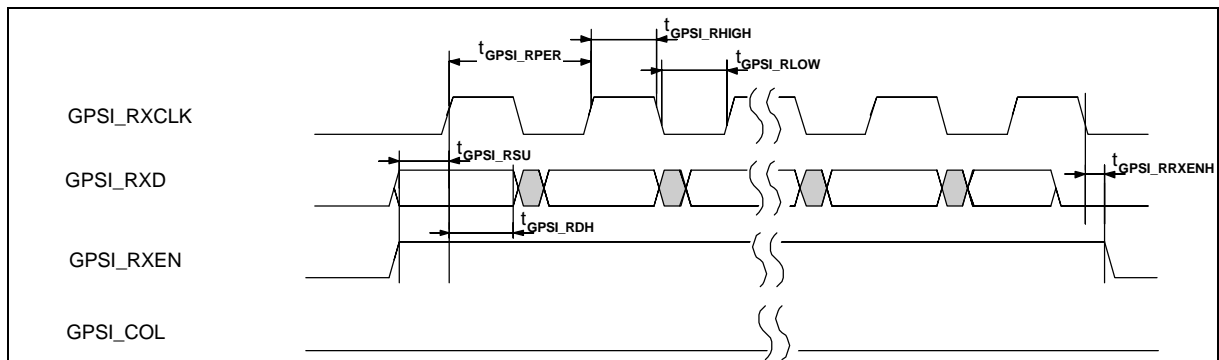 tGPSI_RHIGH
tGPSI_RPER
tGPSI_RLOW
GPSI_RXCLK
tGPSI_RSU
tGPSI_RRXENH
GPSI_RXD
tGPSI_RDH
GPSI_RXEN
GPSI_COL